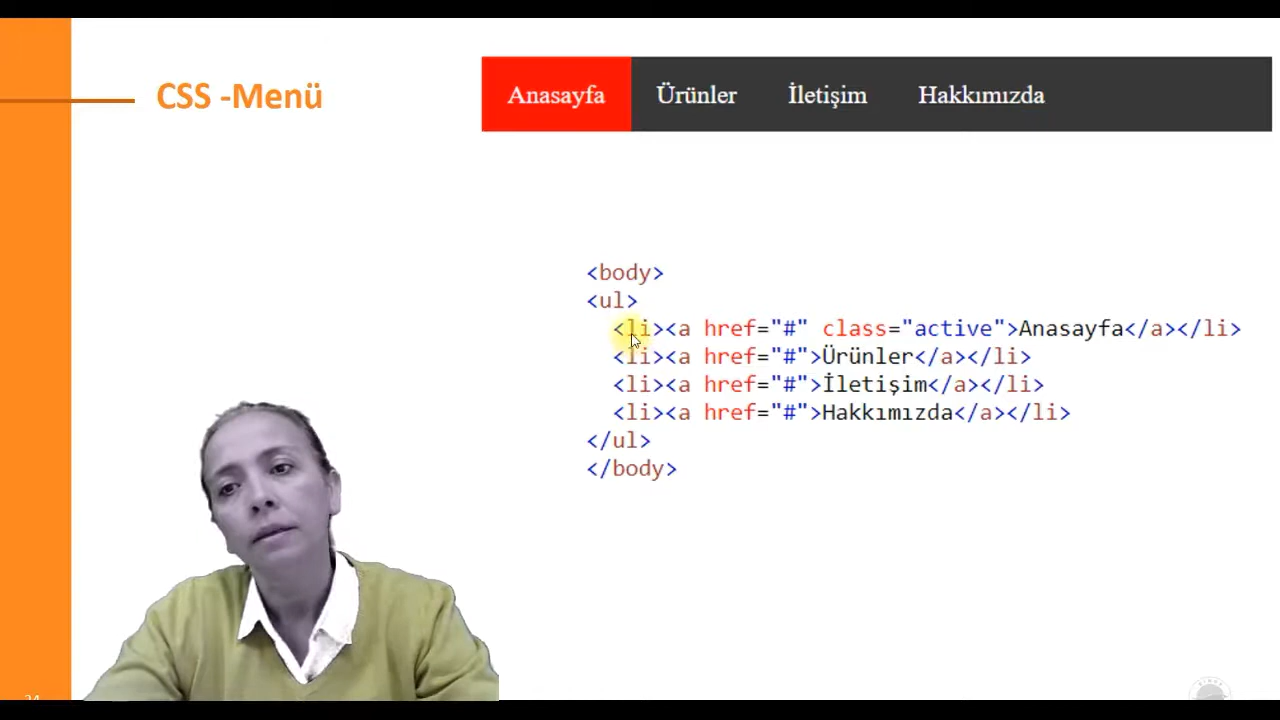 CSS -Menü
Anasayfa Ürünler İletişim Hakkımızda
<body>
<ul>
<li><a href="#" class="active">Anasayfa</a></li>
<li><a href="#">Ürünler</a></li>
<li><a href="#">İletişim</a></li>
<li><a href="#">Hakkımızda</a></li>
</ul>
</body>